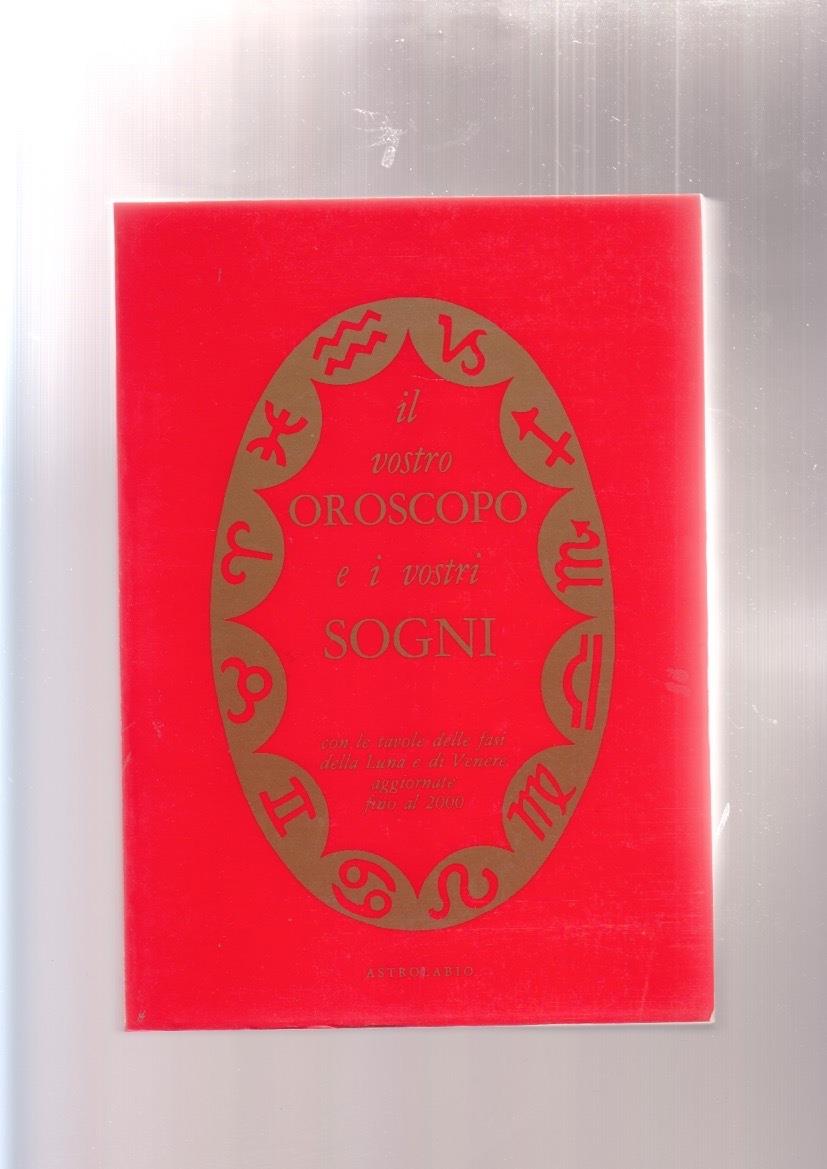 il
vostro
OROSCOPO
e i vostri
SOGNI
con le tavole delle fasi
della Luna e di Venere
aggiornate
fino al 2000
ASTROLABIO